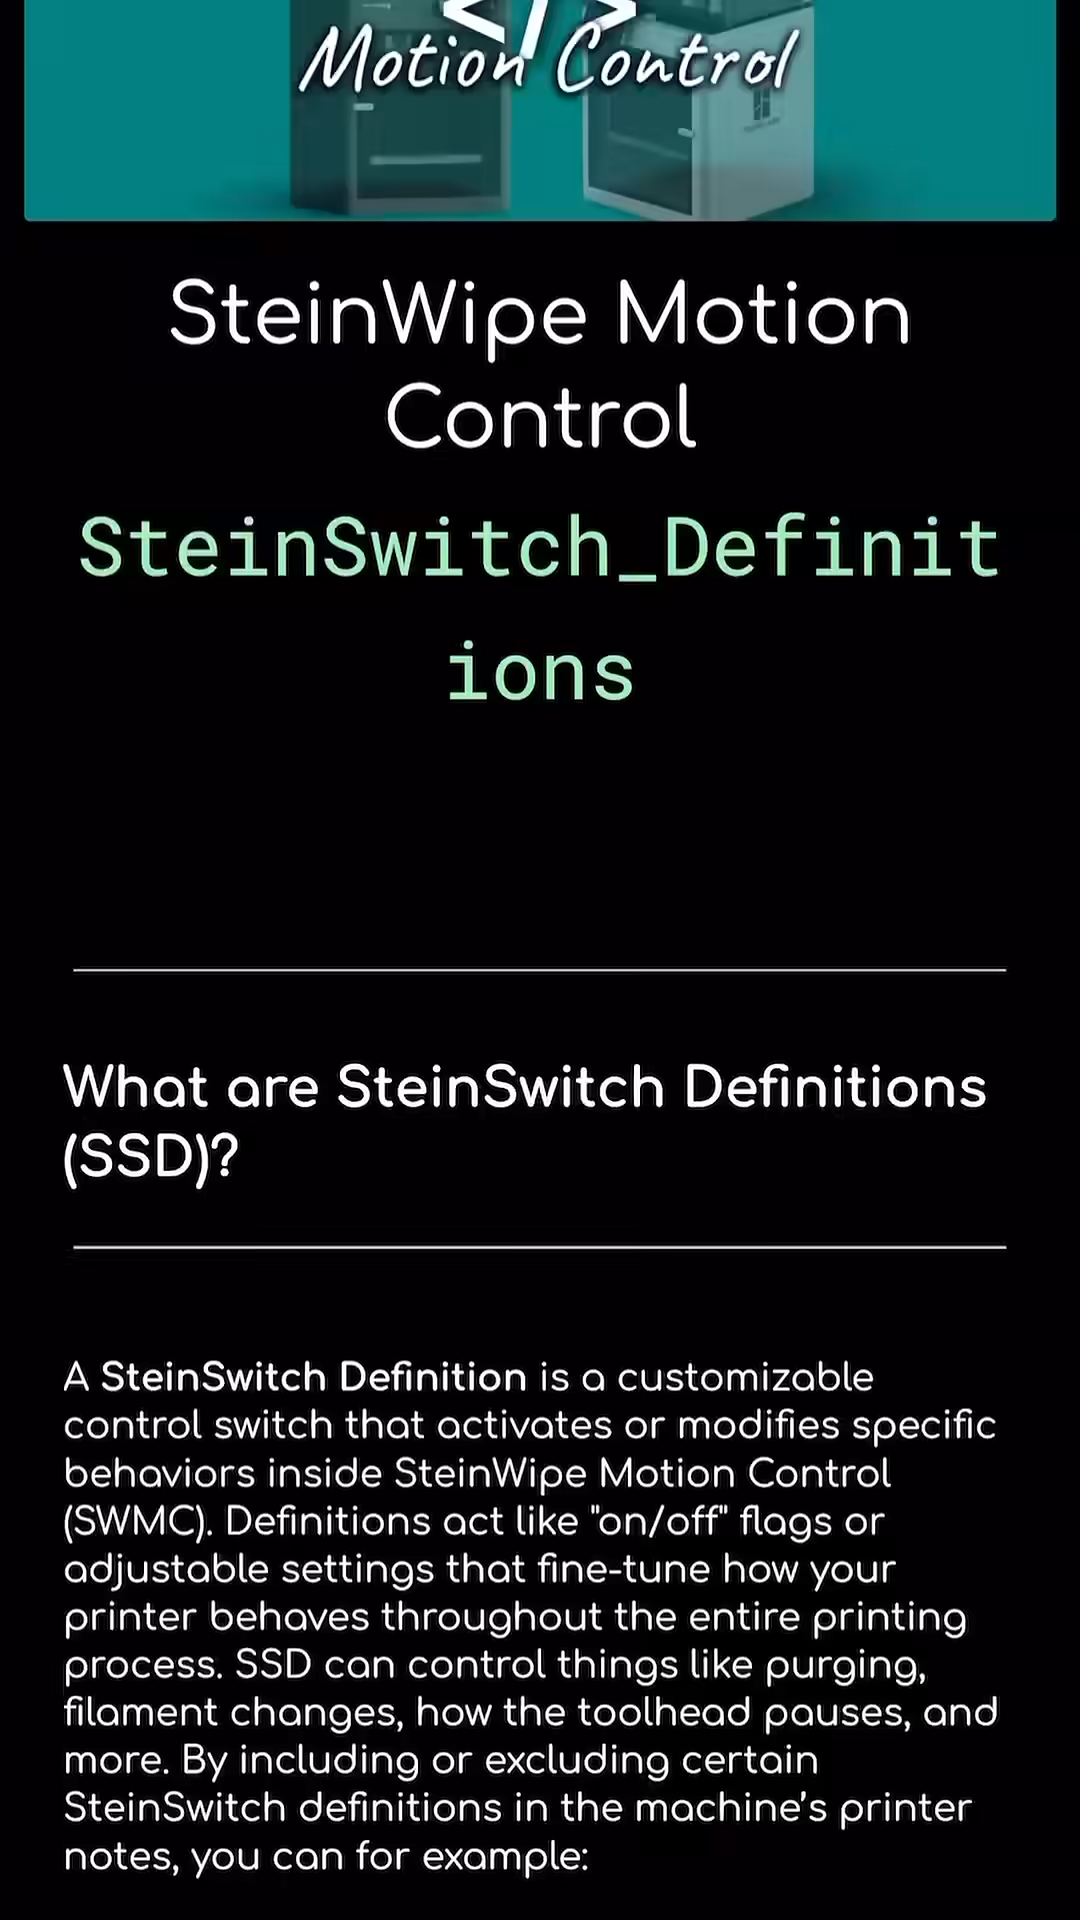 </>
Motion Control
SteinWipe Motion
Control
SteinSwitch_Definit
ions
What are SteinSwitch Definitions
(SSD)?
A SteinSwitch Definition is a customizable
control switch that activates or modifies specific
behaviors inside SteinWipe Motion Control
(SWMC). Definitions act like "on/off" flags or
adjustable settings that fine-tune how your
printer behaves throughout the entire printing
process. SSD can control things like purging,
filament changes, how the toolhead pauses, and
more. By including or excluding certain
SteinSwitch definitions in the machine’s printer
notes, you can for example: